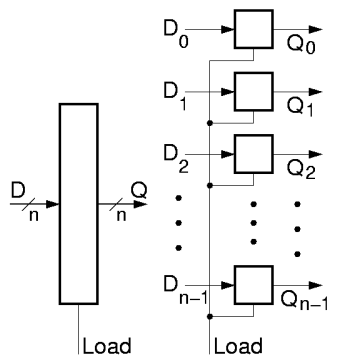 D₀ Q₀
D₁ Q₁
D₂ Q₂
D Q
n n
Dₙ₋₁ Qₙ₋₁
Load Load